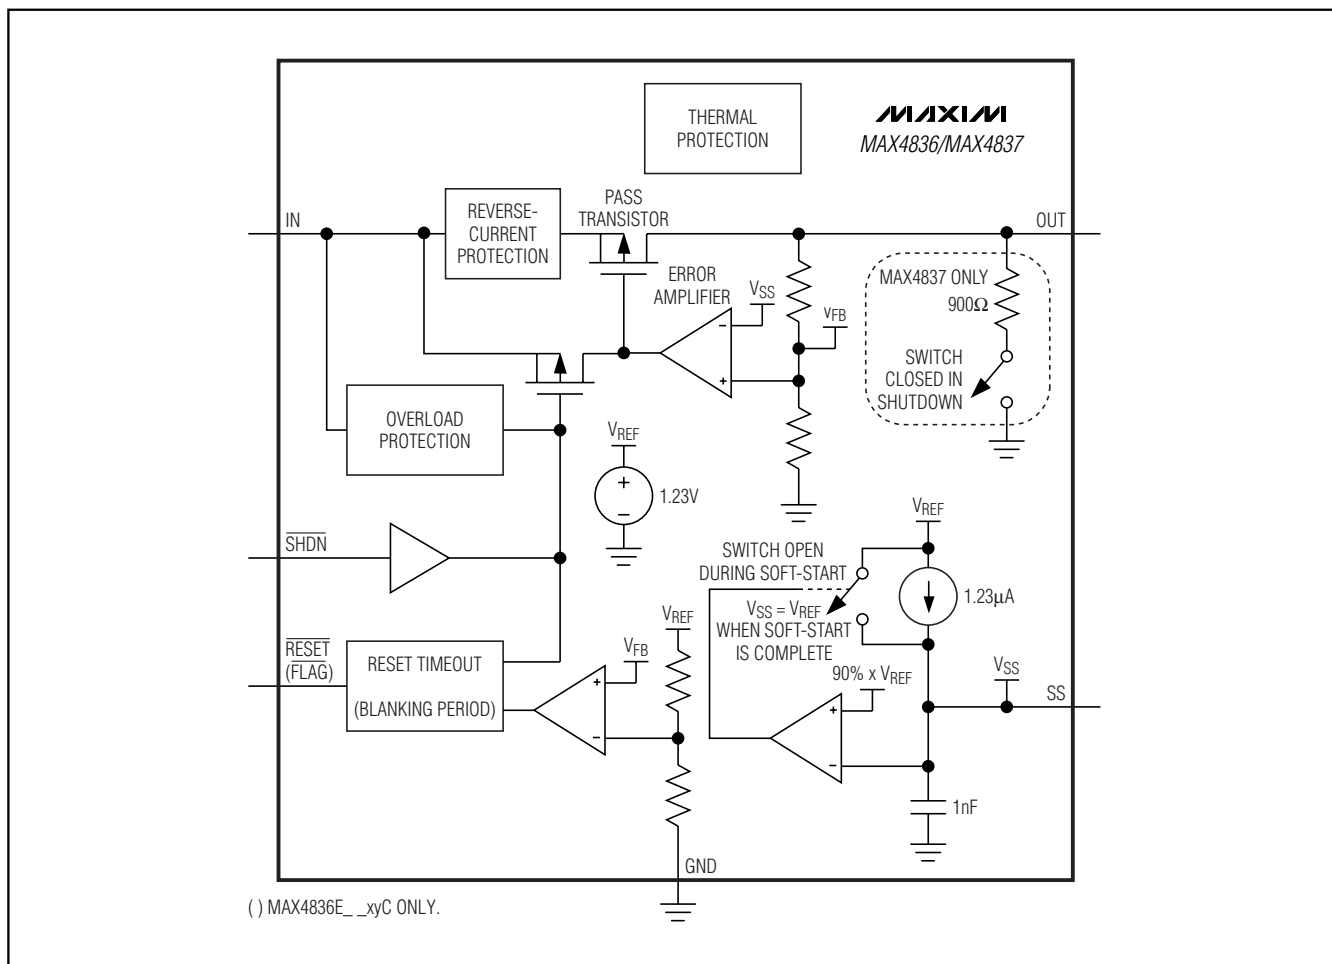 THERMAL
PROTECTION
MAXIM
MAX4836/MAX4837
IN
REVERSE-
CURRENT
PROTECTION
PASS
TRANSISTOR
OUT
ERROR
AMPLIFIER
VSS
−
+
VFB
MAX4837 ONLY
900Ω
SWITCH
CLOSED IN
SHUTDOWN
OVERLOAD
PROTECTION
VREF
+
−
1.23V
SHDN
VREF
SWITCH OPEN
DURING SOFT-START
VSS = VREF
WHEN SOFT-START
IS COMPLETE
1.23µA
RESET
(FLAG)
RESET TIMEOUT
(BLANKING PERIOD)
VFB
+
−
VREF
90% x VREF
+
−
VSS
SS
1nF
GND
( ) MAX4836E_ _xyC ONLY.